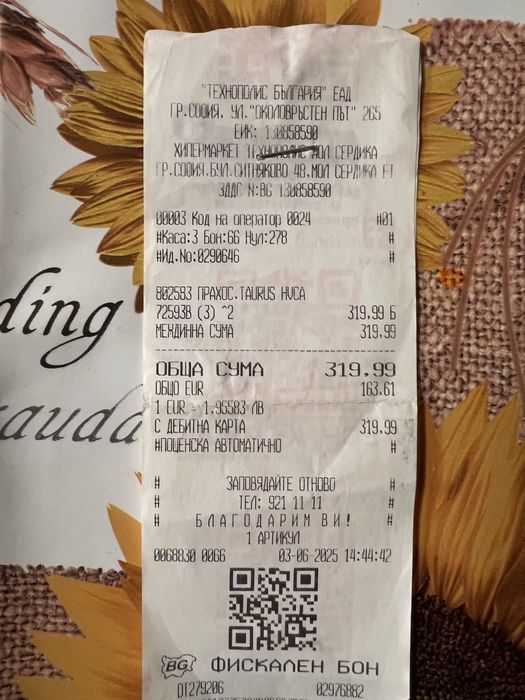 "ТЕХНОПОЛИС БЪЛГАРИЯ" ЕАД
ГР.СОФИЯ, УЛ."ОКОЛОВРЪСТЕН ПЪТ" 265
ЕИК: 130858590
ХИПЕРМАРКЕТ ТЕХНОПОЛИС МОЛ СЕРДИКА
ГР.СОФИЯ.БУЛ.СИТНЯКОВО 48,МОЛ СЕРДИКА ЕТ
ЗДДС N:BG 130858590
00003 Код на оператор 0024 #01
#Каса:3 Бон:66 Нул:278 #
#Ид.No:0290646 #
802593 ПРАХОС.TAURUS HVCA
72593B (3) ^2 319.99 Б
МЕЖДИННА СУМА 319.99
ОБЩА СУМА 319.99
ОБЩО EUR 163.61
1 EUR = 1,95583 ЛВ
С ДЕБИТНА КАРТА 319.99
#ПОЦЕНСКА АВТОМАТИЧНО #
# ЗАПОВЯДАЙТЕ ОТНОВО #
# ТЕЛ: 921 11 11 #
# БЛАГОДАРИМ ВИ! #
1 АРТИКУЛ
0068830 0066 03-06-2025 14:44:42
BG ФИСКАЛЕН БОН
DT279206 02976882
ding
auda